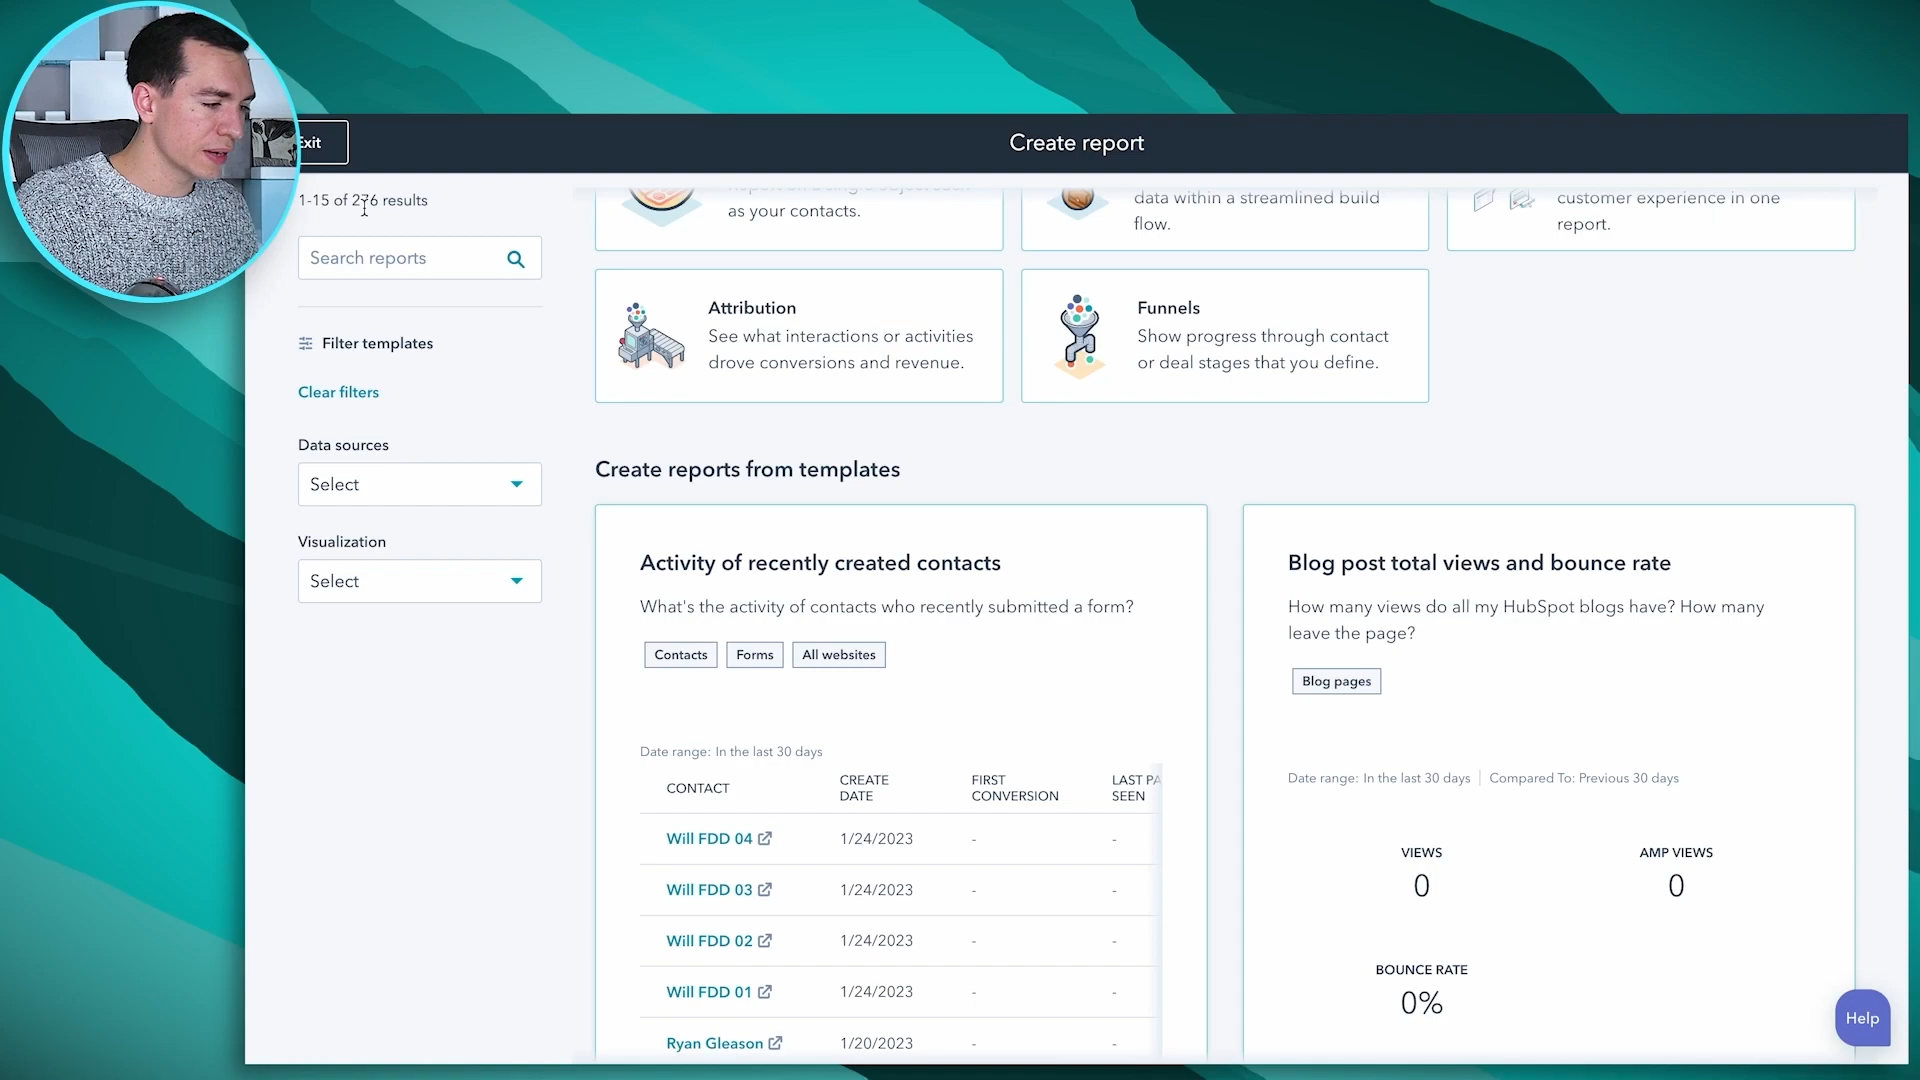 Exit
Create report
1-15 of 276 results
Search reports
Filter templates
Clear filters
Data sources
Select
Visualization
Select
as your contacts.
data within a streamlined build
flow.
customer experience in one
report.
Attribution
See what interactions or activities
drove conversions and revenue.
Funnels
Show progress through contact
or deal stages that you define.
Create reports from templates
Activity of recently created contacts
What's the activity of contacts who recently submitted a form?
Contacts Forms All websites
Date range: In the last 30 days
CONTACT CREATE DATE FIRST CONVERSION LAST PA SEEN
Will FDD 04 1/24/2023 - -
Will FDD 03 1/24/2023 - -
Will FDD 02 1/24/2023 - -
Will FDD 01 1/24/2023 - -
Ryan Gleason 1/20/2023 - -
Blog post total views and bounce rate
How many views do all my HubSpot blogs have? How many
leave the page?
Blog pages
Date range: In the last 30 days | Compared To: Previous 30 days
VIEWS AMP VIEWS
0 0
BOUNCE RATE
0%
Help